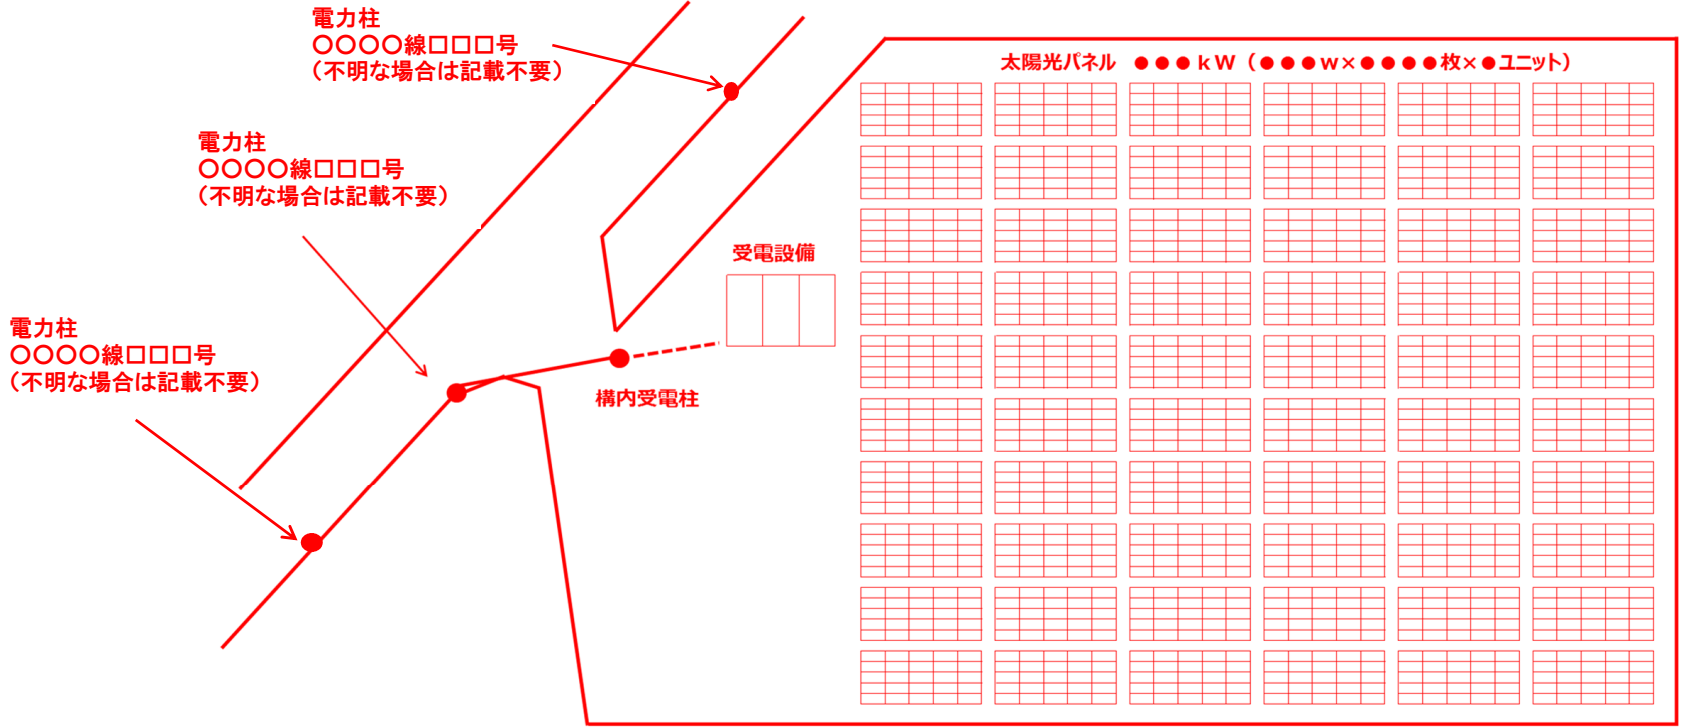 電力柱
〇〇〇〇線□□□号
（不明な場合は記載不要）
太陽光パネル ●●●kW（●●●w×●●●●枚×●ユニット）
電力柱
〇〇〇〇線□□□号
（不明な場合は記載不要）
受電設備
電力柱
〇〇〇〇線□□□号
（不明な場合は記載不要）
構内受電柱